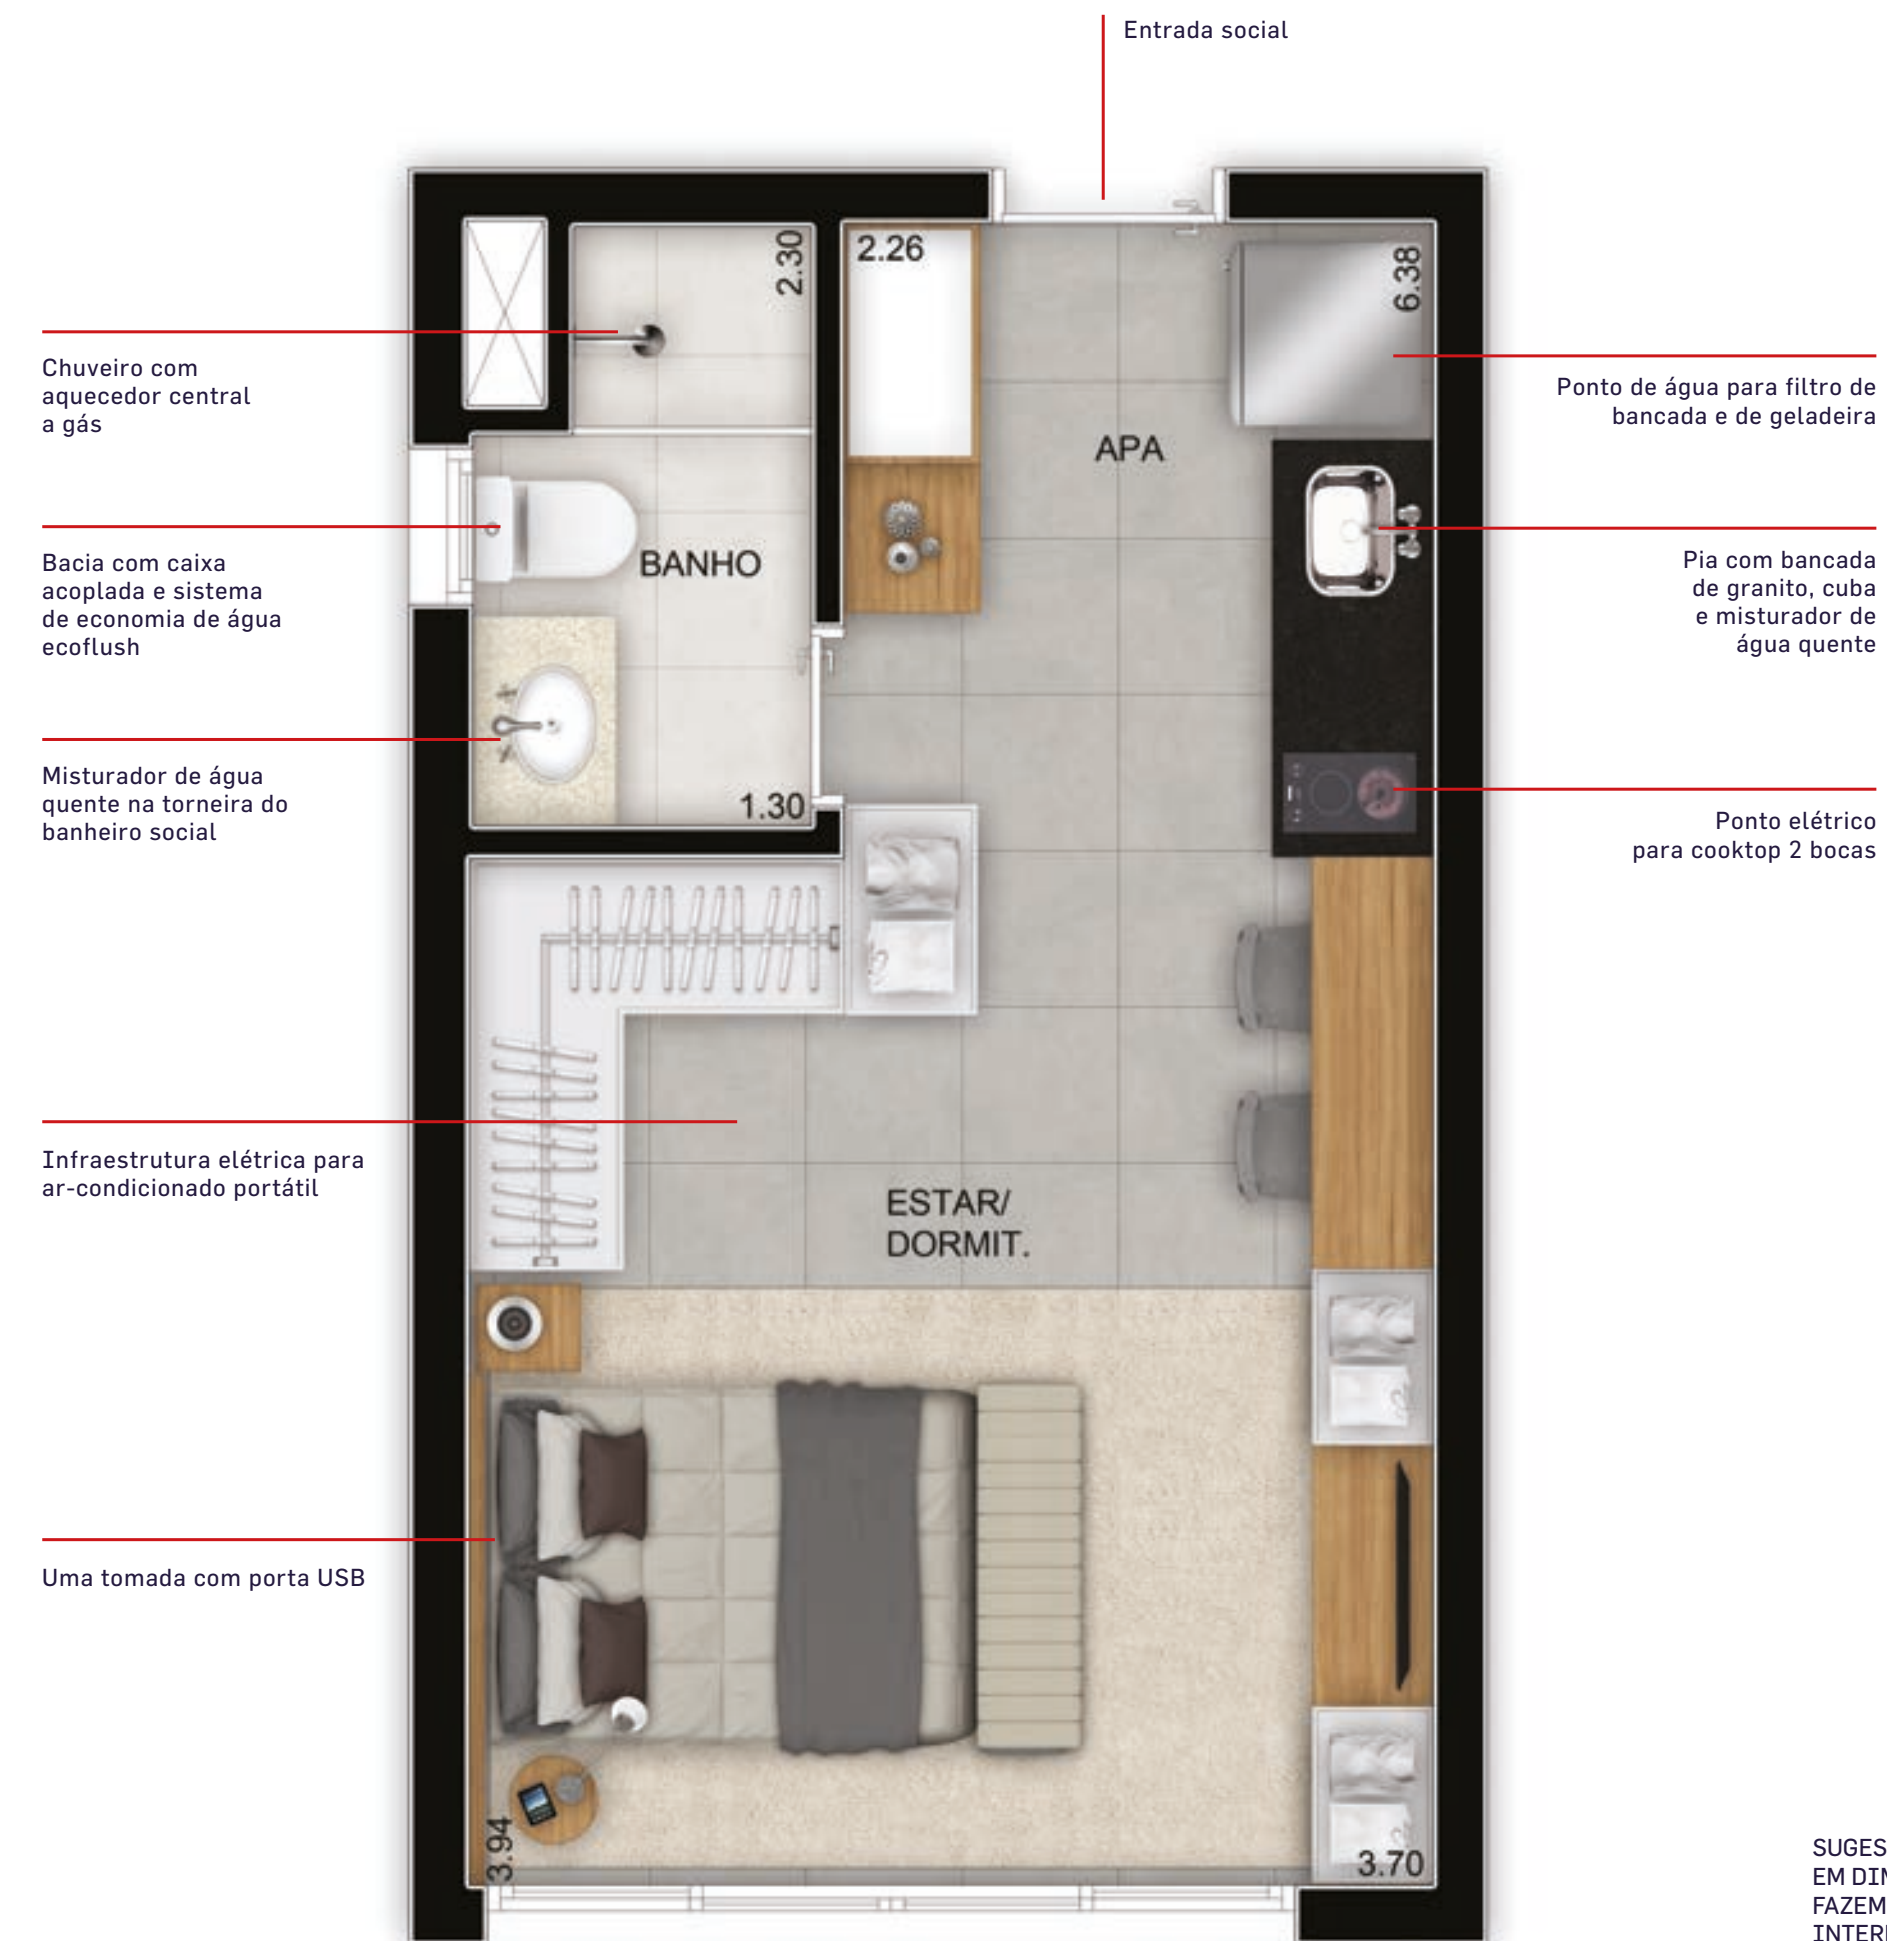 Entrada social
Chuveiro com
aquecedor central
a gás
Bacia com caixa
acoplada e sistema
de economia de água
ecoflush
Misturador de água
quente na torneira do
banheiro social
Infraestrutura elétrica para
ar-condicionado portátil
Uma tomada com porta USB
2.30
2.26
6.38
APA
BANHO
1.30
ESTAR/
DORMIT.
3.94
3.70
Ponto de água para filtro de
bancada e de geladeira
Pia com bancada
de granito, cuba
e misturador de
água quente
Ponto elétrico
para cooktop 2 bocas
SUGES
EM DIM
FAZEM